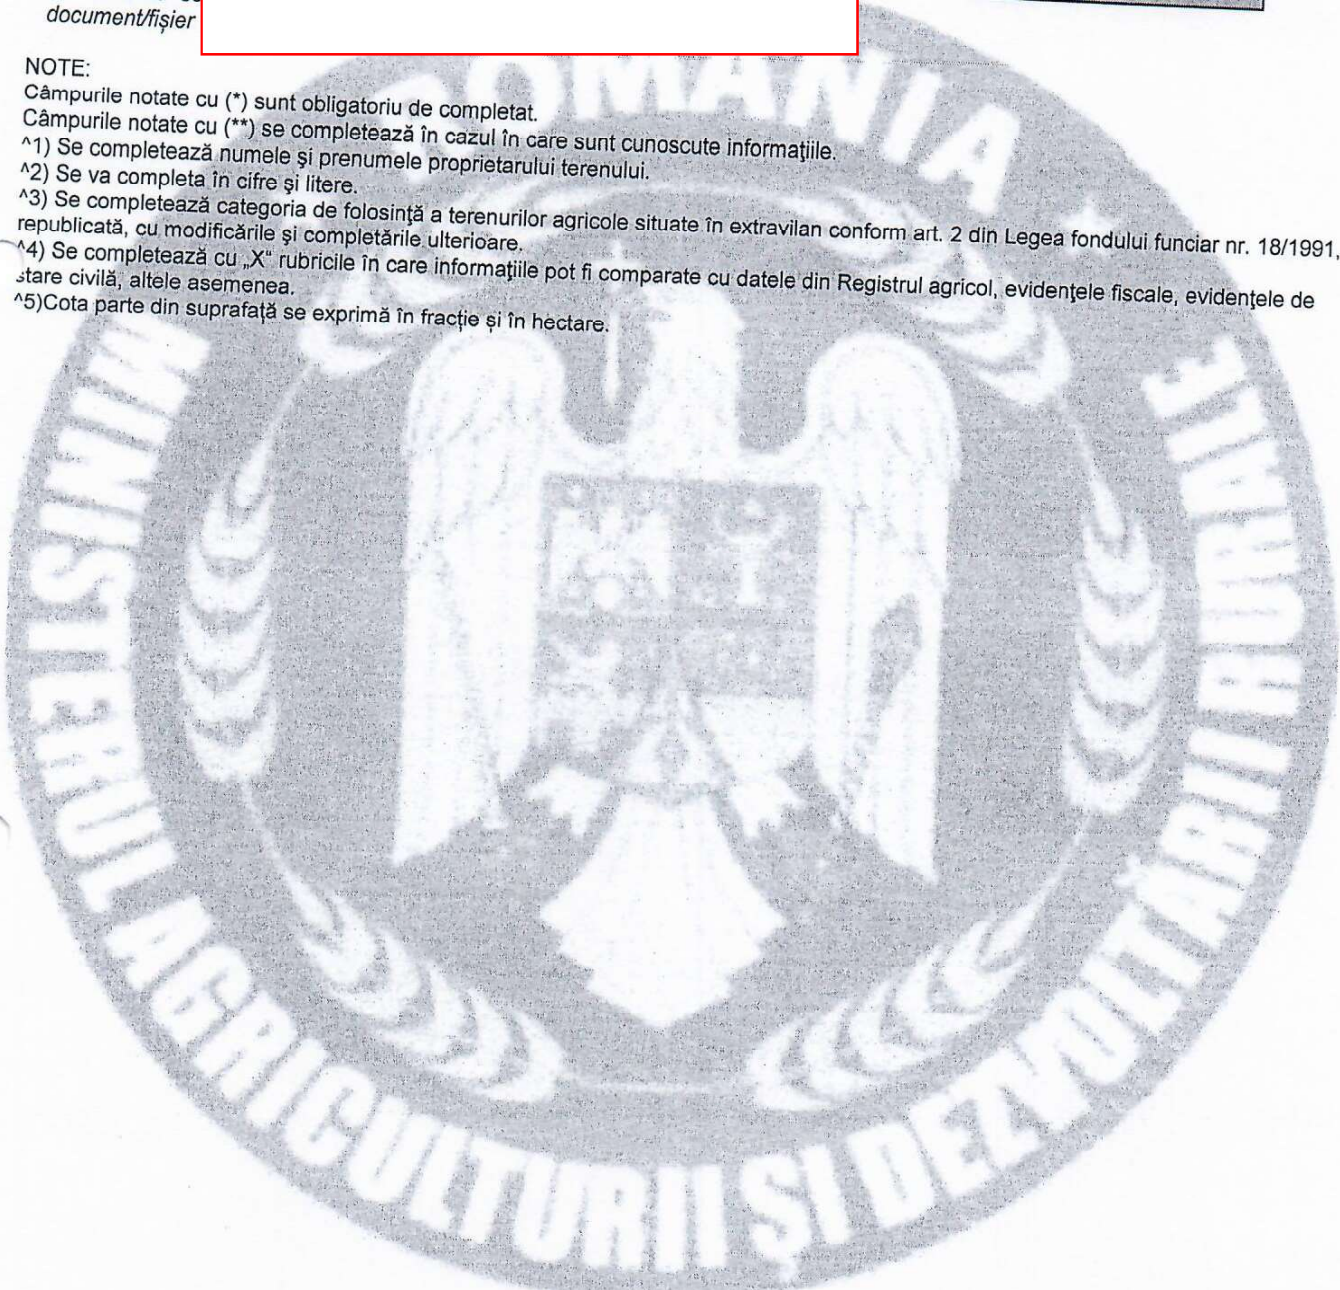 document/fișier
NOTE:
Câmpurile notate cu (*) sunt obligatoriu de completat.
Câmpurile notate cu (**) se completează în cazul în care sunt cunoscute informaţiile.
^1) Se completează numele şi prenumele proprietarului terenului.
^2) Se va completa în cifre şi litere.
^3) Se completează categoria de folosinţă a terenurilor agricole situate în extravilan conform art. 2 din Legea fondului funciar nr. 18/1991,
republicată, cu modificările şi completările ulterioare.
^4) Se completează cu „X" rubricile în care informaţiile pot fi comparate cu datele din Registrul agricol, evidenţele fiscale, evidenţele de
stare civilă, altele asemenea.
^5)Cota parte din suprafață se exprimă în fracție și în hectare.
ROMANIA
MINISTERUL AGRICULTURII ŞI DEZVOLTĂRII RURALE